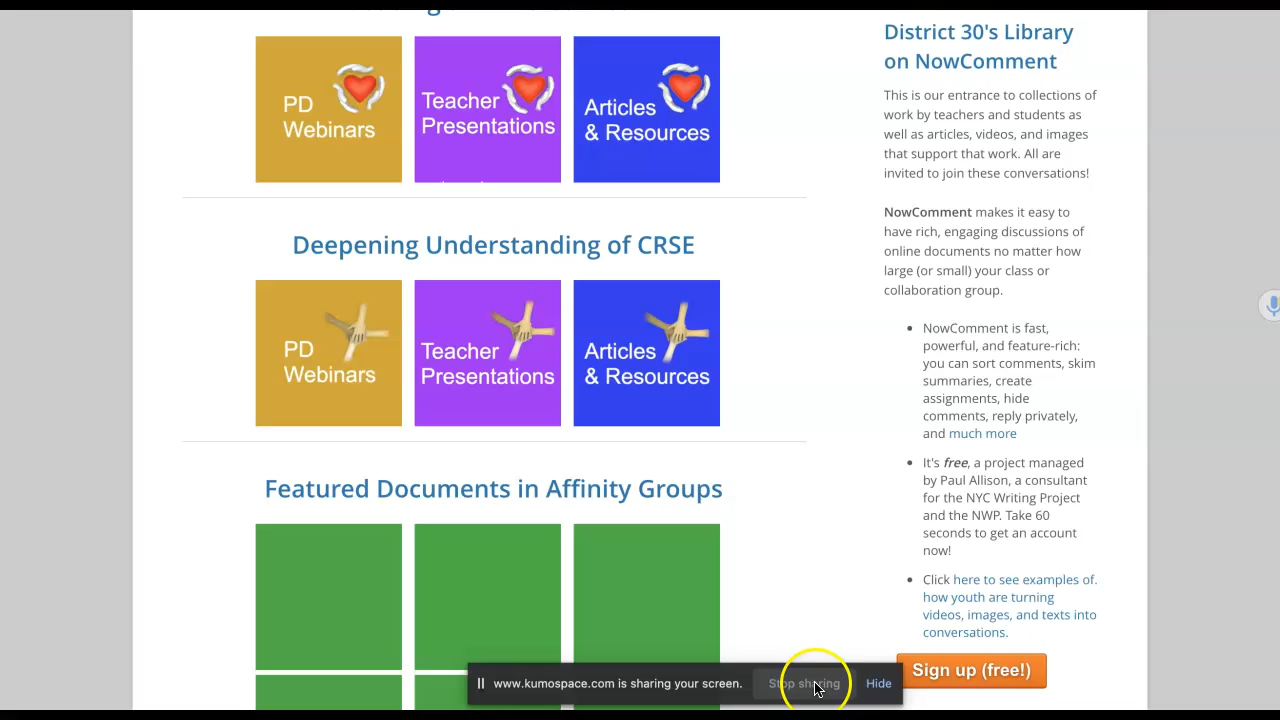 PD
Webinars
Teacher
Presentations
Articles
& Resources
Deepening Understanding of CRSE
PD
Webinars
Teacher
Presentations
Articles
& Resources
Featured Documents in Affinity Groups
District 30's Library
on NowComment
This is our entrance to collections of
work by teachers and students as
well as articles, videos, and images
that support that work. All are
invited to join these conversations!
NowComment makes it easy to
have rich, engaging discussions of
online documents no matter how
large (or small) your class or
collaboration group.
• NowComment is fast,
powerful, and feature-rich:
you can sort comments, skim
summaries, create
assignments, hide
comments, reply privately,
and much more
• It's free, a project managed
by Paul Allison, a consultant
for the NYC Writing Project
and the NWP. Take 60
seconds to get an account
now!
• Click here to see examples of.
how youth are turning
videos, images, and texts into
conversations.
Sign up (free!)
www.kumospace.com is sharing your screen. Stop sharing Hide